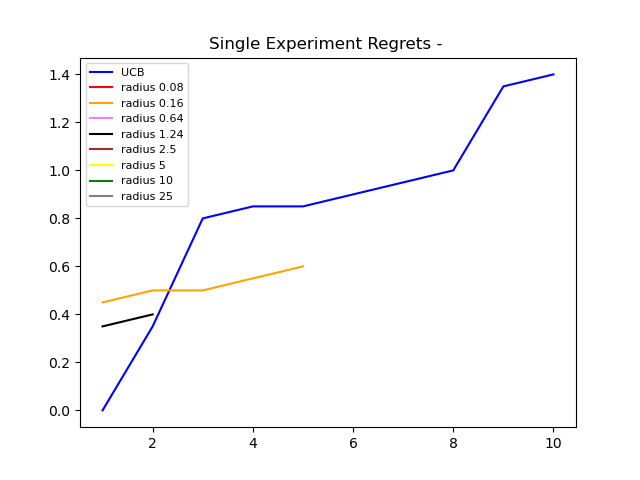 Single Experiment Regrets -
UCB
radius 0.08
radius 0.16
radius 0.64
radius 1.24
radius 2.5
radius 5
radius 10
radius 25
1.4
1.2
1.0
0.8
0.6
0.4
0.2
0.0
2 4 6 8 10